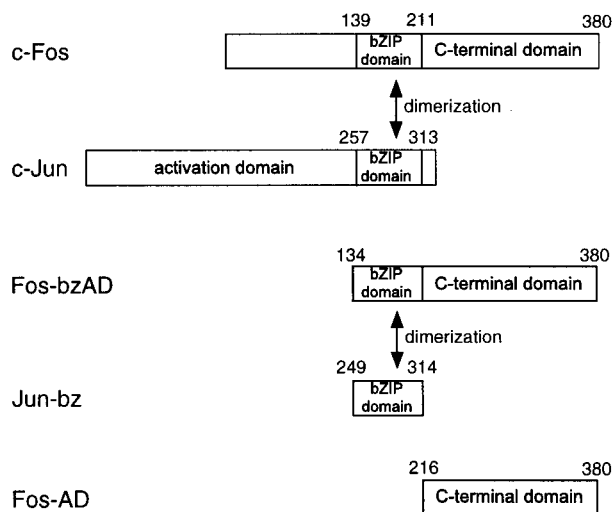 139 211 380
c-Fos
bZIP
domain
C-terminal domain
dimerization
257 313
c-Jun
activation domain
bZIP
domain
134 380
Fos-bzAD
bZIP
domain
C-terminal domain
dimerization
249 314
Jun-bz
bZIP
domain
216 380
Fos-AD
C-terminal domain